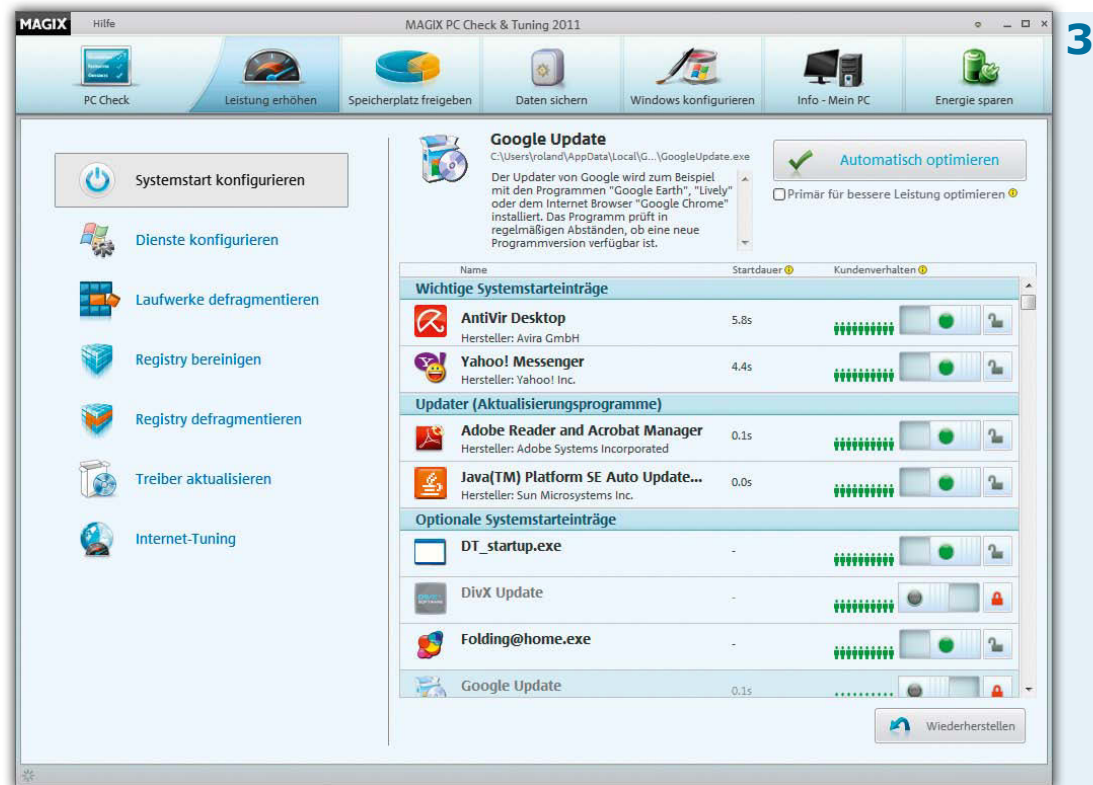 MAGIX Hilfe MAGIX PC Check & Tuning 2011
3
PC Check
Leistung erhöhen
Speicherplatz freigeben
Daten sichern
Windows konfigurieren
Info - Mein PC
Energie sparen
Systemstart konfigurieren
Dienste konfigurieren
Laufwerke defragmentieren
Registry bereinigen
Registry defragmentieren
Treiber aktualisieren
Internet-Tuning
Google Update
C:\Users\roland\AppData\Local\G...\GoogleUpdate.exe
Der Updater von Google wird zum Beispiel
mit den Programmen "Google Earth", "Lively"
oder dem Internet Browser "Google Chrome"
installiert. Das Programm prüft in
regelmäßigen Abständen, ob eine neue
Programmversion verfügbar ist.
Automatisch optimieren
Primär für bessere Leistung optimieren
Name Startdauer Kundenverhalten
Wichtige Systemstarteinträge
AntiVir Desktop 5.8s
Hersteller: Avira GmbH
Yahoo! Messenger 4.4s
Hersteller: Yahoo! Inc.
Updater (Aktualisierungsprogramme)
Adobe Reader and Acrobat Manager 0.1s
Hersteller: Adobe Systems Incorporated
Java(TM) Platform SE Auto Update... 0.0s
Hersteller: Sun Microsystems Inc.
Optionale Systemstarteinträge
DT_startup.exe -
DivX Update -
Folding@home.exe -
Google Update 0.1s
Wiederherstellen